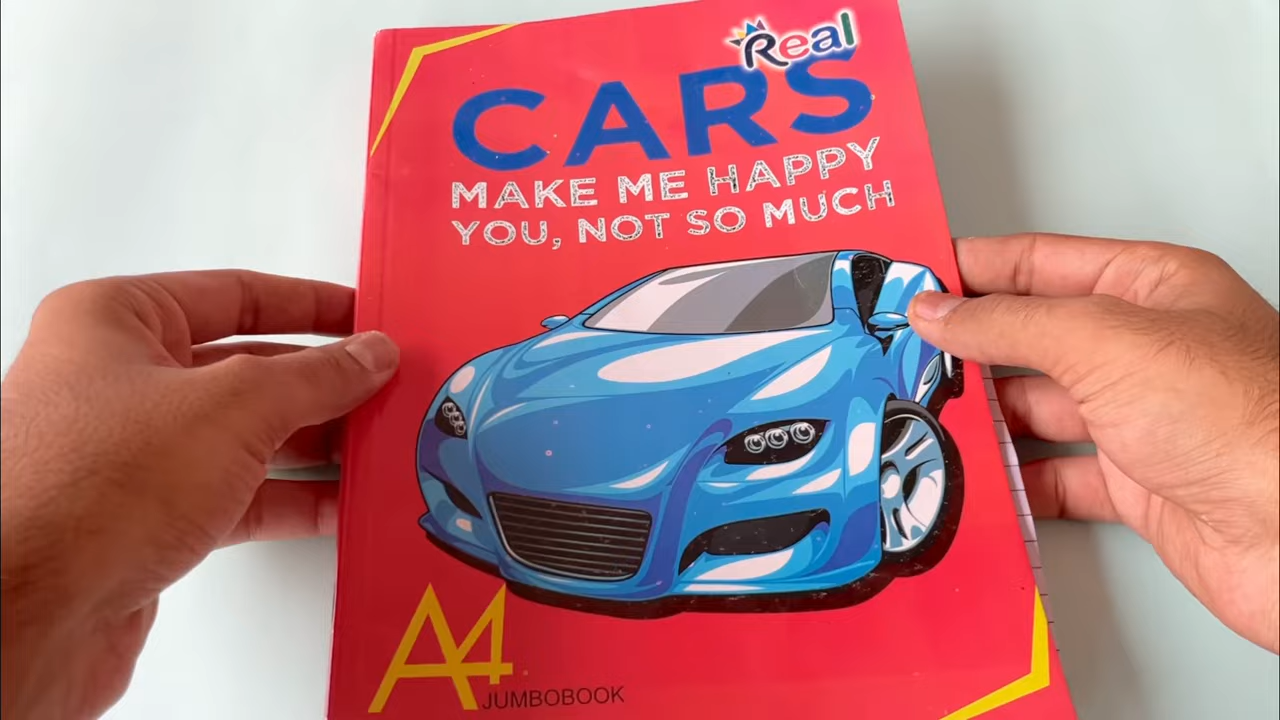 Real
CARS
MAKE ME HAPPY
YOU, NOT SO MUCH
A4
JUMBOBOOK